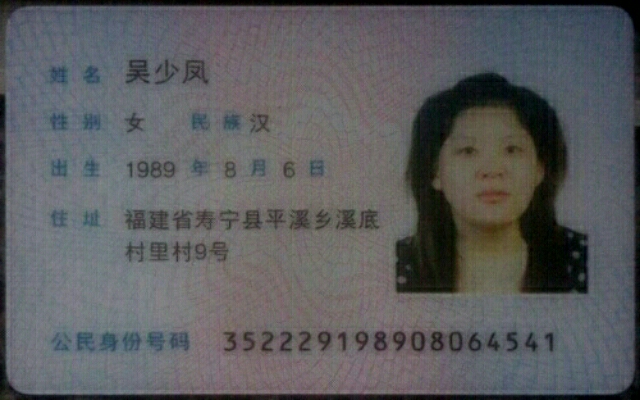 姓名 吴少凤
性别 女 民族 汉
出生 1989 年 8 月 6 日
住址 福建省寿宁县平溪乡溪底
村里村9号
公民身份号码 352229198908064541